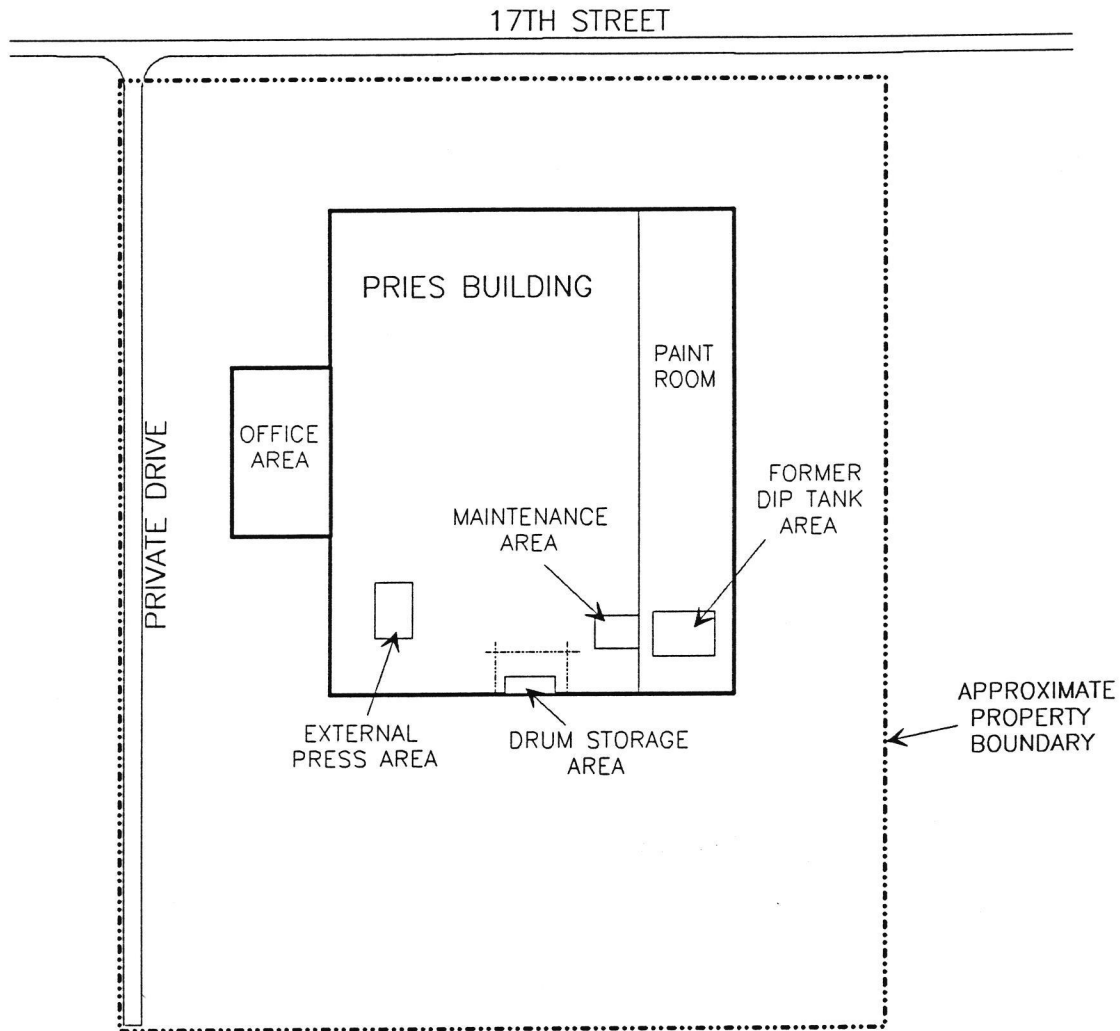 17TH STREET
PRIES BUILDING
PAINT
ROOM
OFFICE
AREA
PRIVATE DRIVE
FORMER
DIP TANK
AREA
MAINTENANCE
AREA
EXTERNAL
PRESS AREA
DRUM STORAGE
AREA
APPROXIMATE
PROPERTY
BOUNDARY